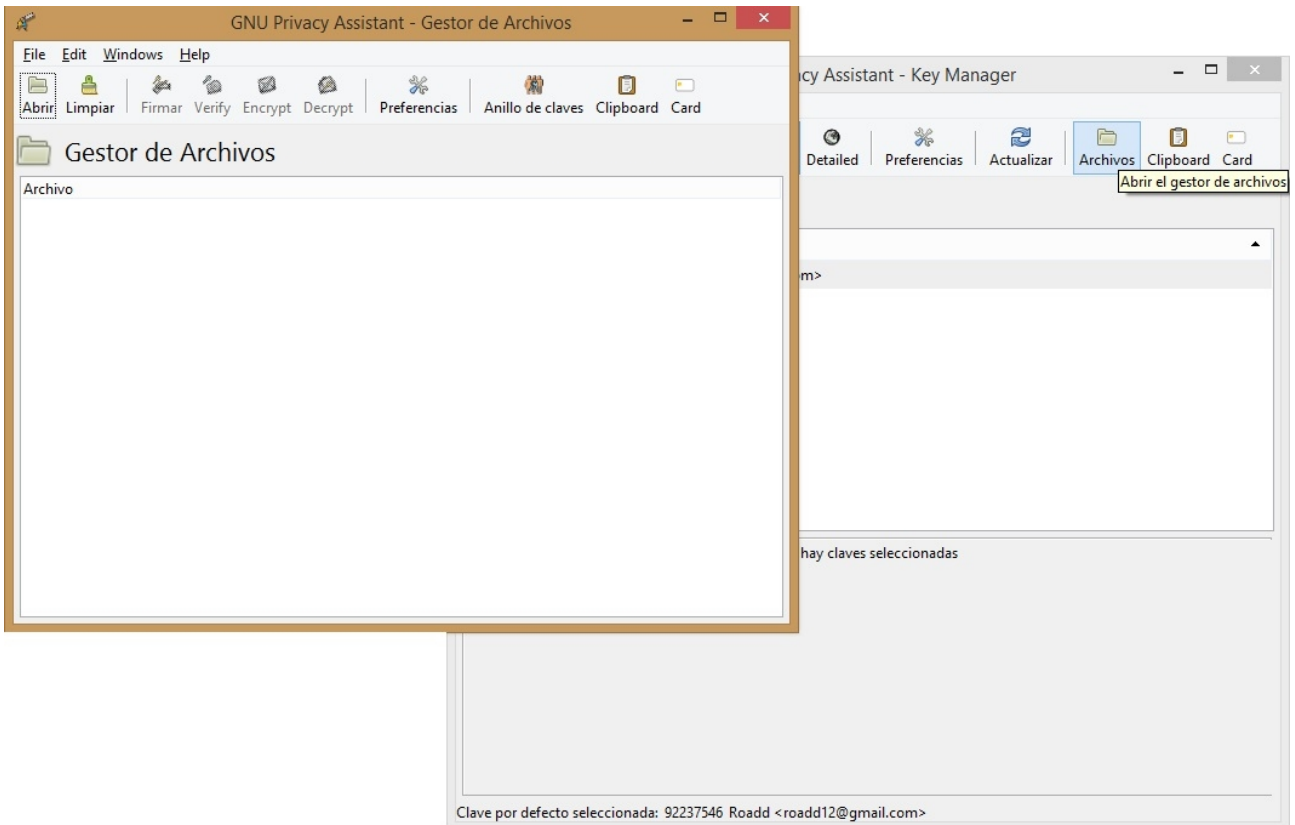 GNU Privacy Assistant - Gestor de Archivos
File Edit Windows Help
Abrir Limpiar Firmar Verify Encrypt Decrypt Preferencias Anillo de claves Clipboard Card
Gestor de Archivos
Archivo
Assistant - Key Manager
Detailed Preferencias Actualizar Archivos Clipboard Card
Abrir el gestor de archivos
m>
hay claves seleccionadas
Clave por defecto seleccionada: 92237546 Roadd <roadd12@gmail.com>